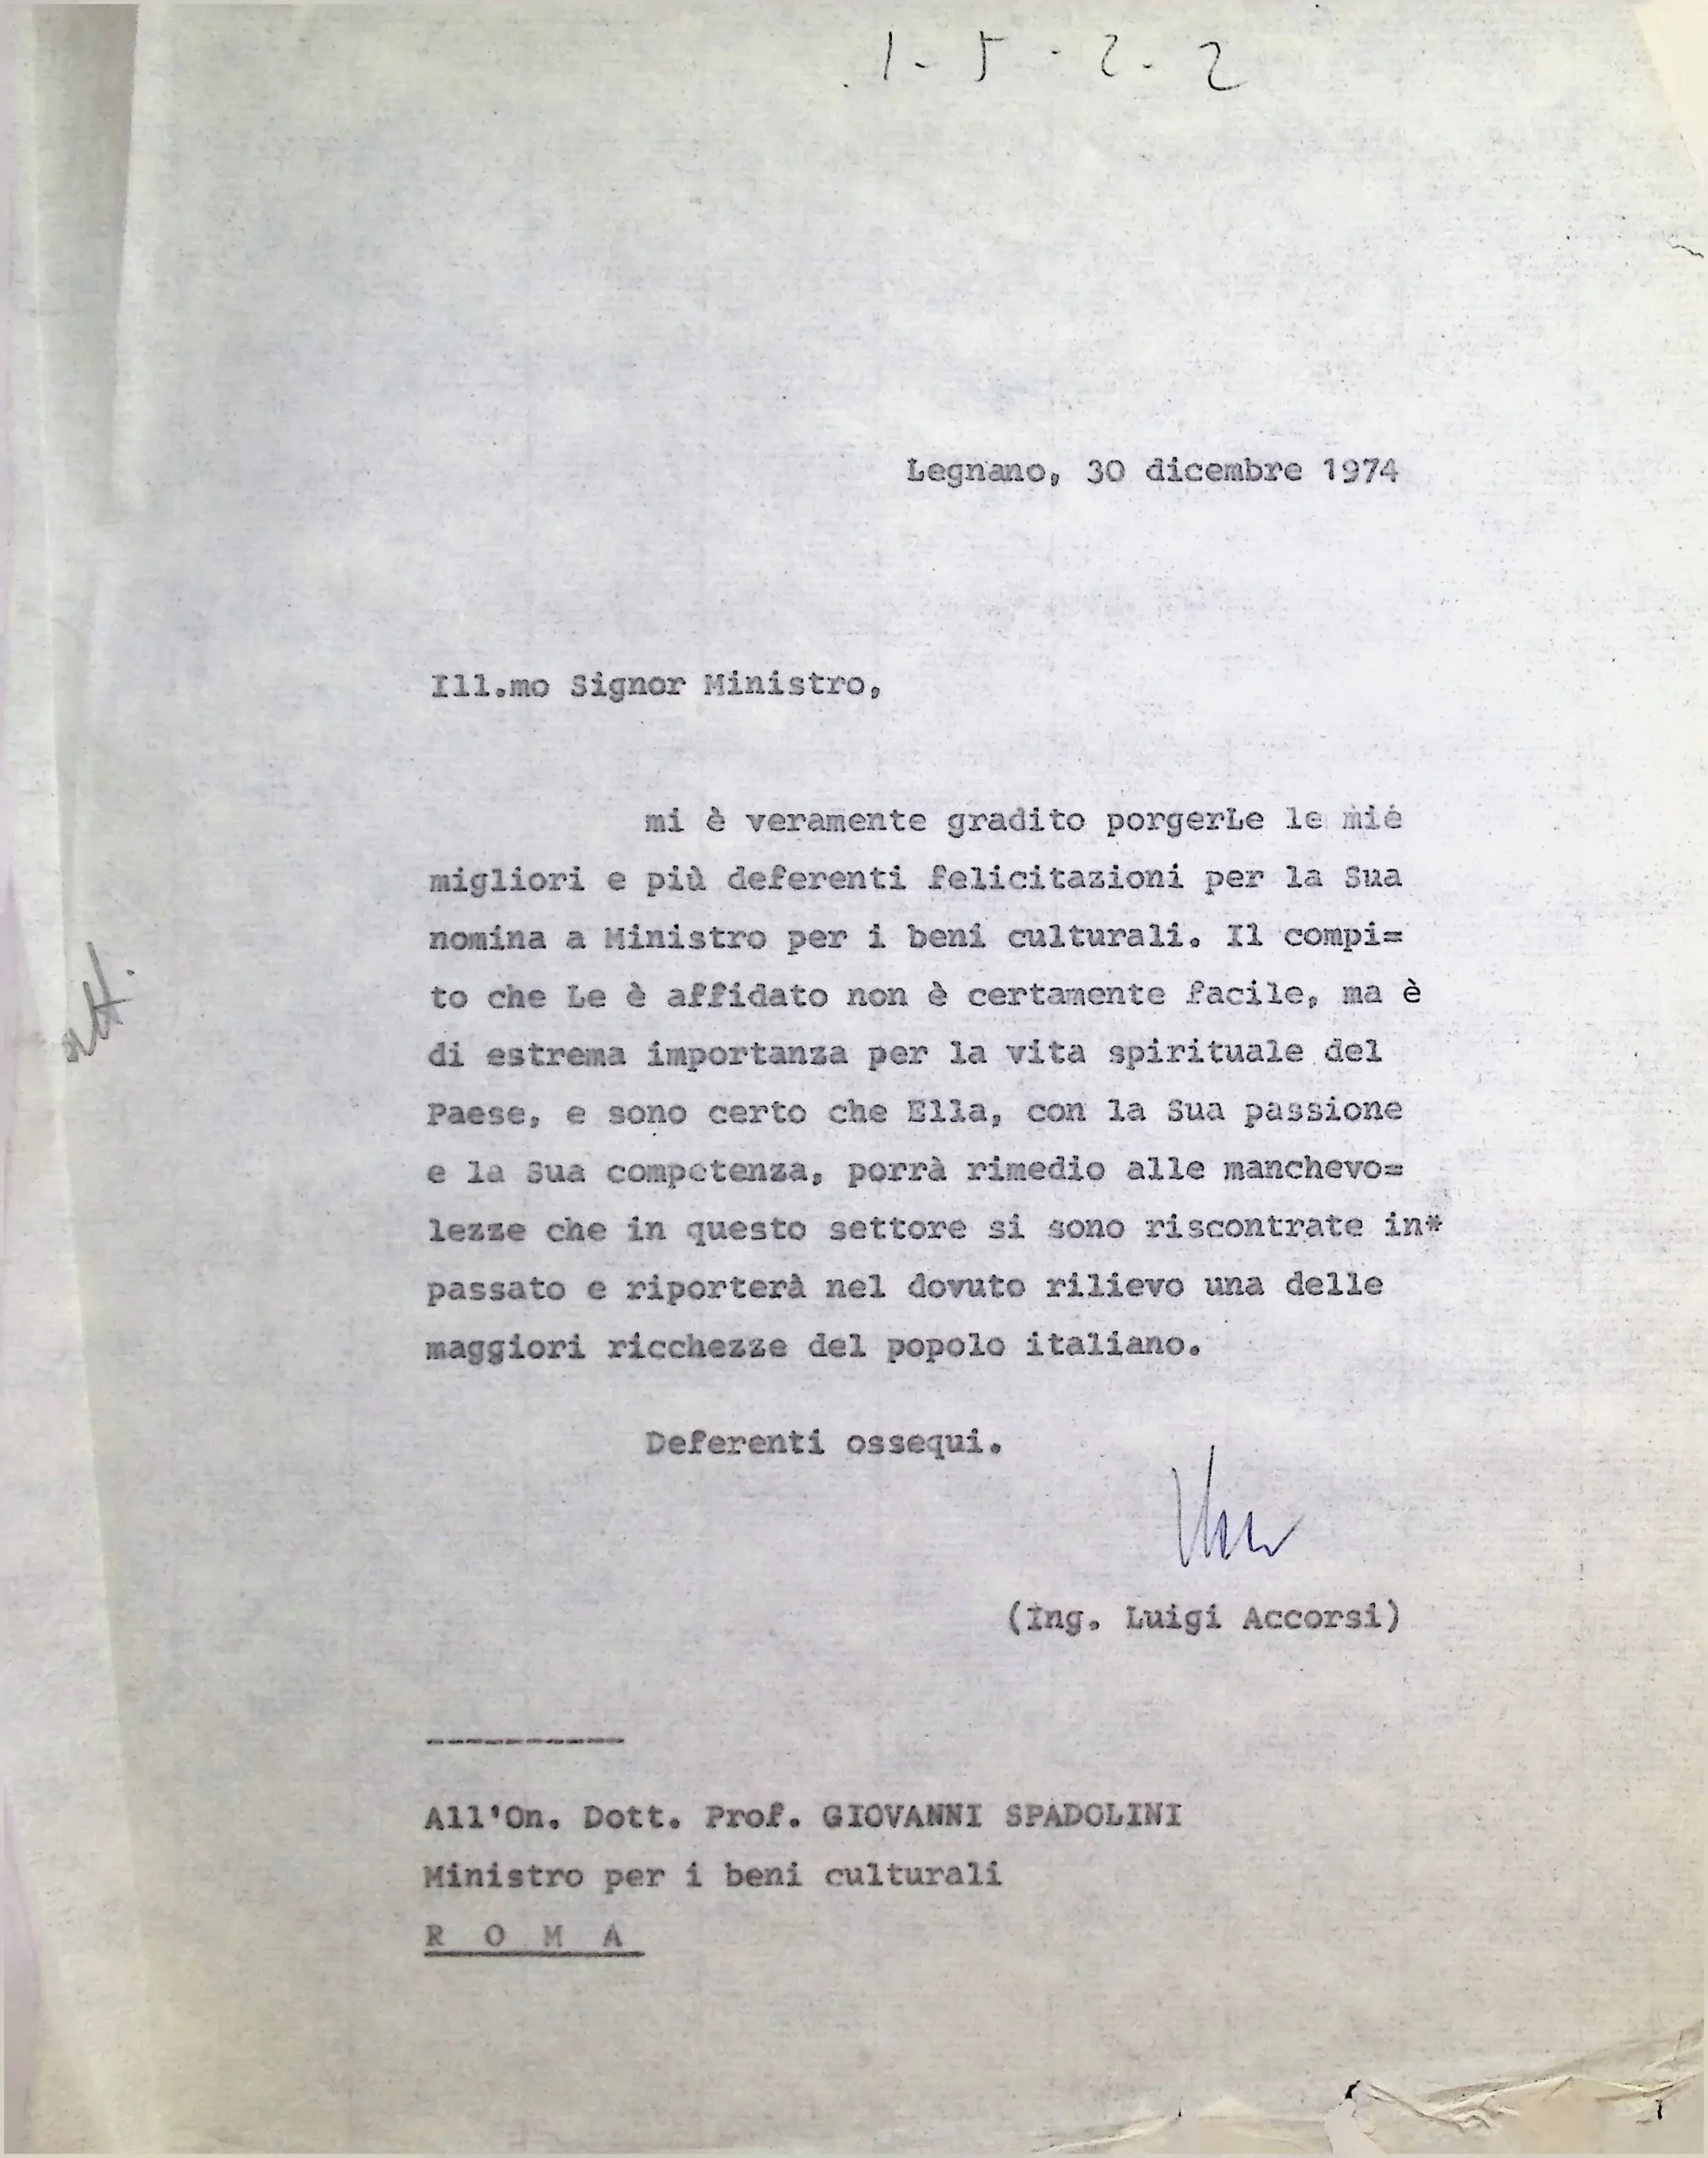 1-5-2-2
Legnano, 30 dicembre 1974
Ill.mo Signor Ministro,
mi è veramente gradito porgerLe le mie
migliori e più deferenti felicitazioni per la Sua
nomina a Ministro per i beni culturali. Il compi=
to che Le è affidato non è certamente facile, ma è
di estrema importanza per la vita spirituale del
Paese, e sono certo che Ella, con la Sua passione
e la Sua competenza, porrà rimedio alle manchevo=
lezze che in questo settore si sono riscontrate in*
passato e riporterà nel dovuto rilievo una delle
maggiori ricchezze del popolo italiano.
Deferenti ossequi.
(Ing. Luigi Accorsi)
-----------
All'On. Dott. Prof. GIOVANNI SPADOLINI
Ministro per i beni culturali
R O M A